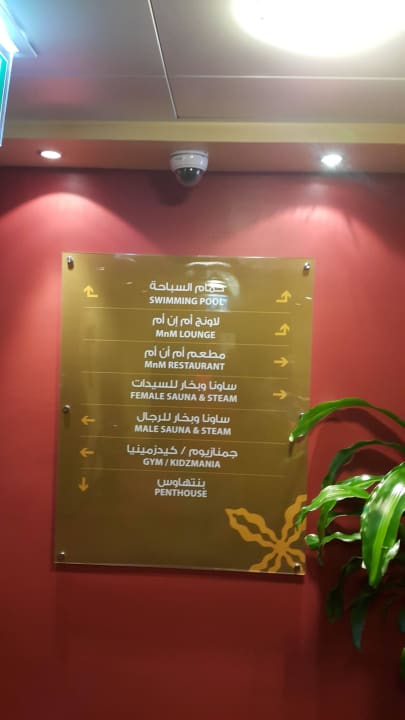 حمام السباحة
SWIMMING POOL
لاونج أم إن أم
MnM LOUNGE
مطعم أم أن أم
MnM RESTAURANT
ساونا وبخار للسيدات
FEMALE SAUNA & STEAM
ساونا وبخار للرجال
MALE SAUNA & STEAM
جمنازيوم / كيدزمينيا
GYM / KIDZMANIA
بنتهاوس
PENTHOUSE